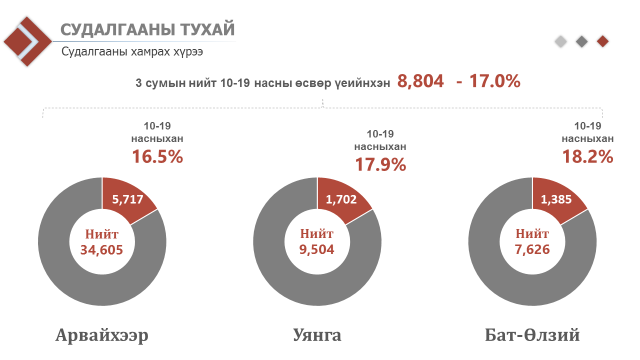 СУДАЛГААНЫ ТУХАЙ
Судалгааны хамрах хүрээ
3 сумын нийт 10-19 насны өсвөр үеийнхэн 8,804 - 17.0%
10-19
насныхан
16.5%
5,717
Нийт
34,605
Арвайхээр
10-19
насныхан
17.9%
1,702
Нийт
9,504
Уянга
10-19
насныхан
18.2%
1,385
Нийт
7,626
Бат-Өлзий